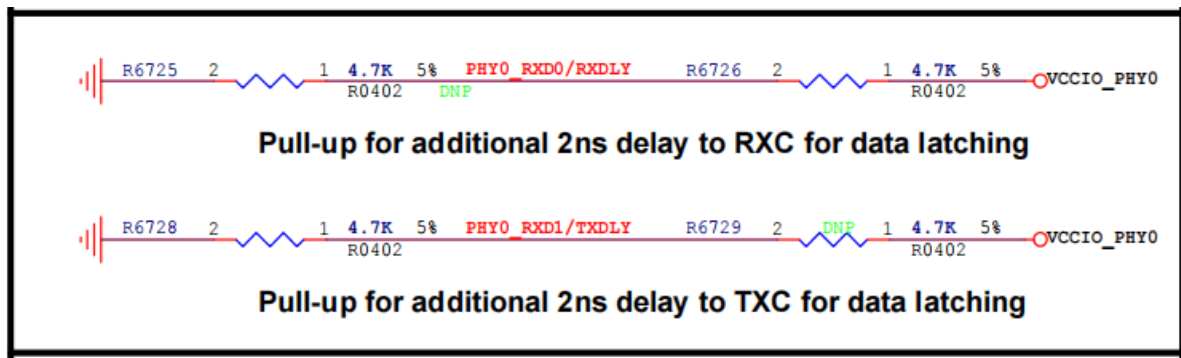 R6725 2 1 4.7K 5% PHY0_RXD0/RXDLY R6726 2 1 4.7K 5% VCCIO_PHY0
R0402 DNP R0402
Pull-up for additional 2ns delay to RXC for data latching
R6728 2 1 4.7K 5% PHY0_RXD1/TXDLY R6729 2 DNP 1 4.7K 5% VCCIO_PHY0
R0402 R0402
Pull-up for additional 2ns delay to TXC for data latching